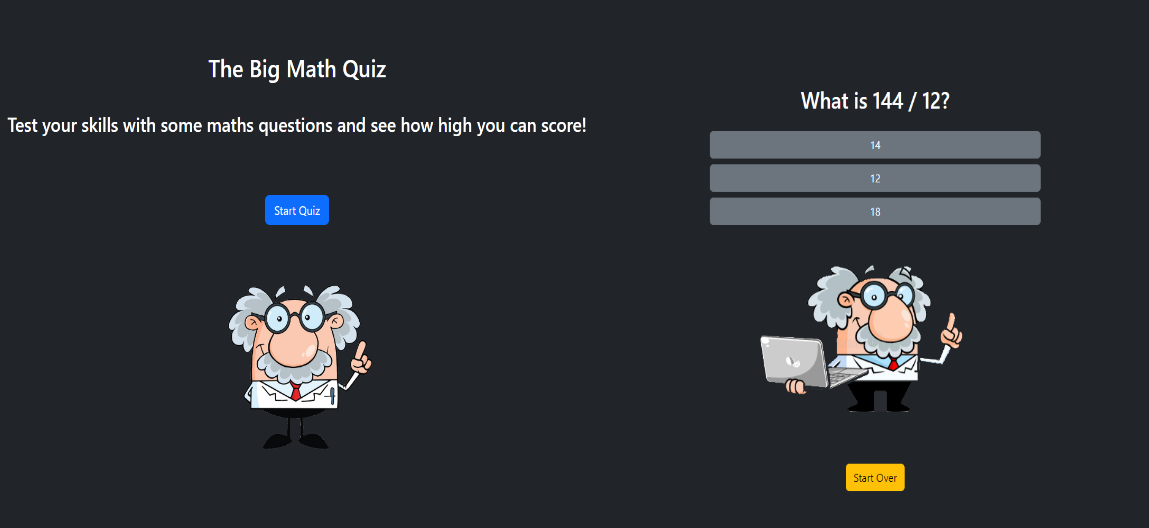 The Big Math Quiz
Test your skills with some maths questions and see how high you can score!
Start Quiz
What is 144 / 12?
14
12
18
Start Over